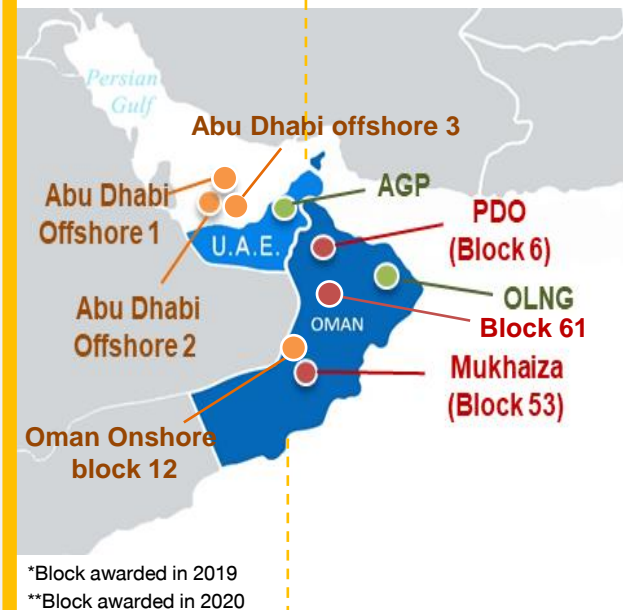 Persian
Gulf
Abu Dhabi offshore 3
Abu Dhabi
Offshore 1
AGP
PDO
(Block 6)
U.A.E.
Abu Dhabi
Offshore 2
OLNG
OMAN
Block 61
Mukhaiza
(Block 53)
Oman Onshore
block 12
*Block awarded in 2019
**Block awarded in 2020